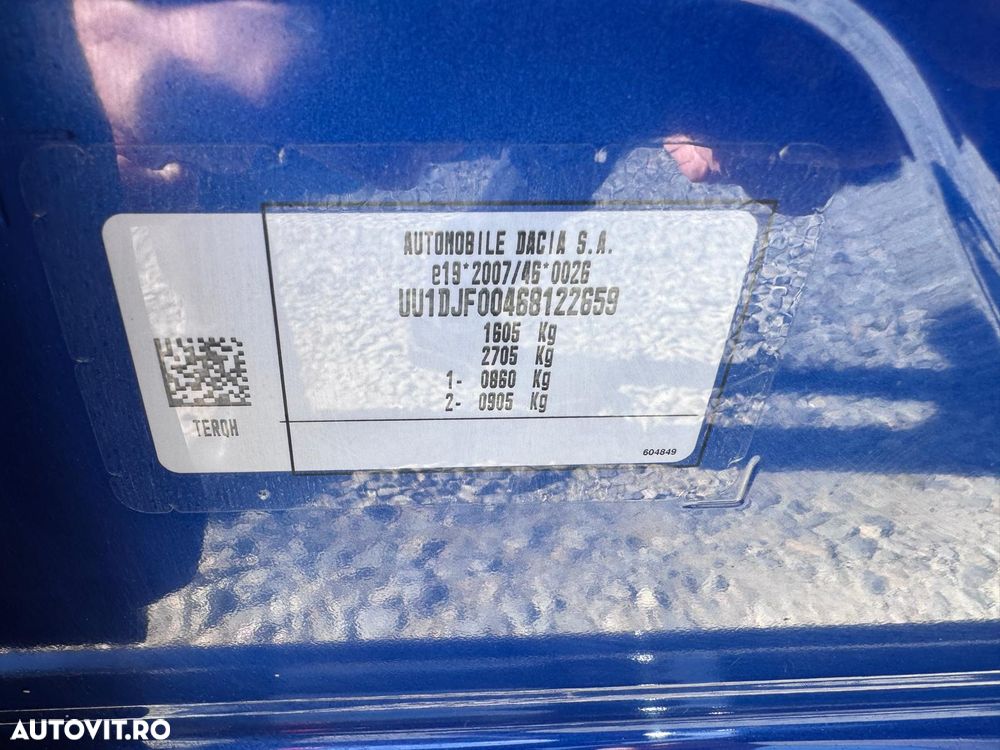 AUTOMOBILE DACIA S.A.
e19*2007/46*0026
UU1DJF00468122659
1605 Kg
2705 Kg
1- 0860 Kg
2- 0905 Kg
TERQH
604849
AUTOVIT.RO